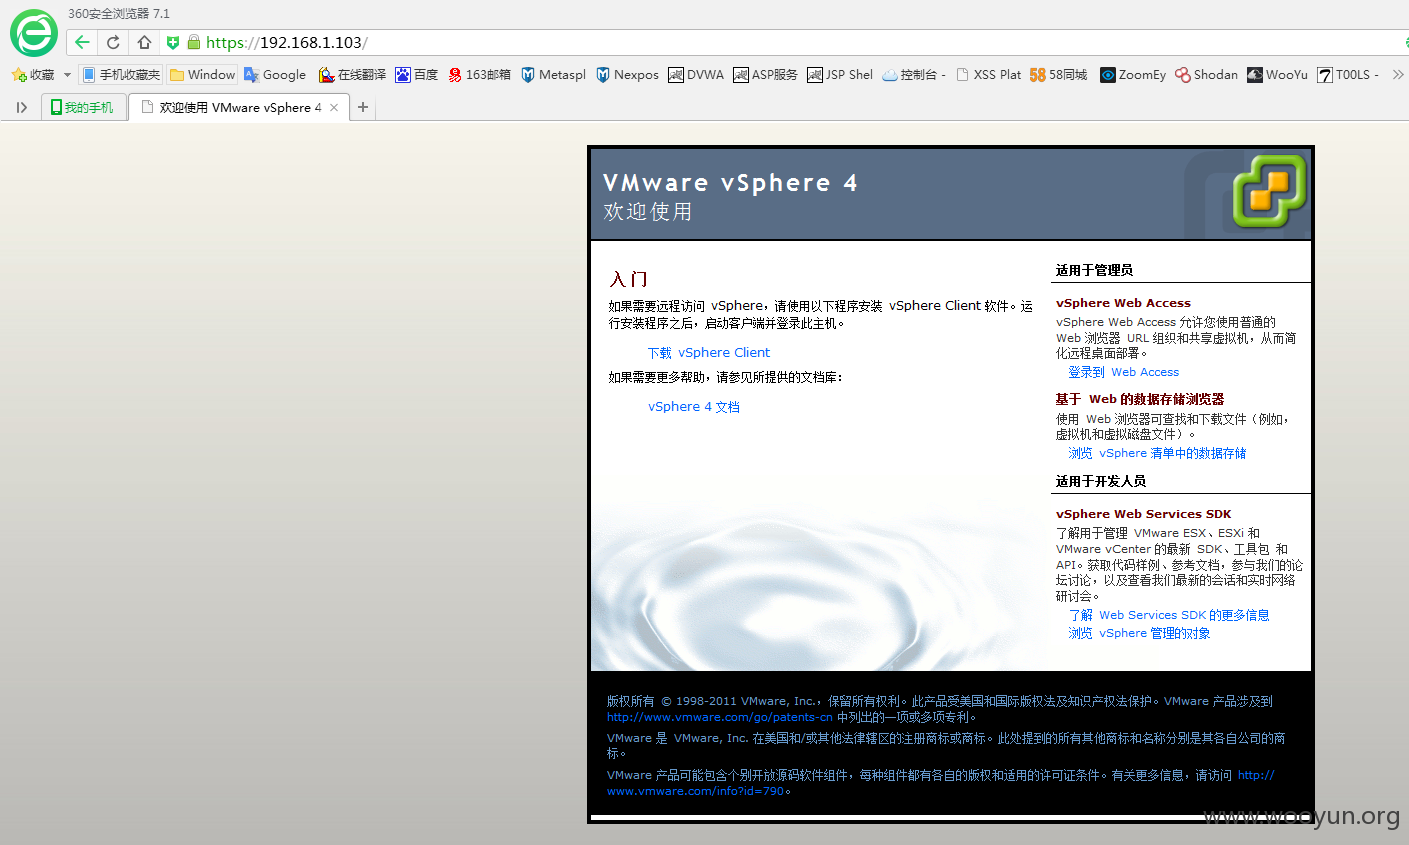 360安全浏览器 7.1
https://192.168.1.103/
收藏 手机收藏夹 Window Google 在线翻译 百度 163邮箱 Metaspl Nexpos DVWA ASP服务 JSP Shel 控制台 - XSS Plat 58同城 ZoomEy Shodan WooYu T00LS -
我的手机 欢迎使用 VMware vSphere 4
VMware vSphere 4
欢迎使用
入门
如果需要远程访问 vSphere，请使用以下程序安装 vSphere Client 软件。运
行安装程序之后，启动客户端并登录此主机。
下载 vSphere Client
如果需要更多帮助，请参见所提供的文档库：
vSphere 4 文档
适用于管理员
vSphere Web Access
vSphere Web Access 允许您使用普通的
Web 浏览器 URL 组织和共享虚拟机，从而简
化远程桌面部署。
登录到 Web Access
基于 Web 的数据存储浏览器
使用 Web 浏览器可查找和下载文件（例如，
虚拟机和虚拟磁盘文件）。
浏览 vSphere 清单中的数据存储
适用于开发人员
vSphere Web Services SDK
了解用于管理 VMware ESX、ESXi 和
VMware vCenter 的最新 SDK、工具包 和
API。获取代码样例、参考文档，参与我们的论
坛讨论，以及查看我们最新的会话和实时网络
研讨会。
了解 Web Services SDK 的更多信息
浏览 vSphere 管理的对象
版权所有 © 1998-2011 VMware, Inc.，保留所有权利。此产品受美国和国际版权法及知识产权法保护。VMware 产品涉及到
http://www.vmware.com/go/patents-cn 中列出的一项或多项专利。
VMware 是 VMware, Inc. 在美国和/或其他法律辖区的注册商标或商标。此处提到的所有其他商标和名称分别是其各自公司的商
标。
VMware 产品可能包含个别开放源码软件组件，每种组件都有各自的版权和适用的许可证条件。有关更多信息，请访问 http://
www.vmware.com/info?id=790。
www.wooyun.org